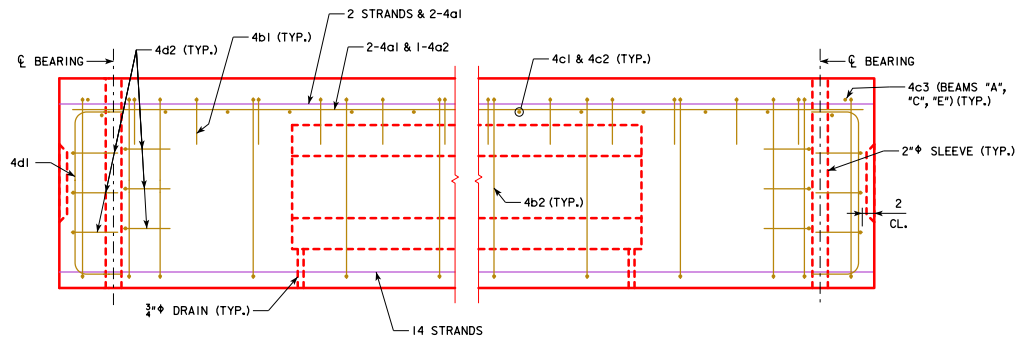 2 STRANDS & 2-4a1
4b1 (TYP.)
2-4a1 & 1-4a2
4d2 (TYP.)
℄ BEARING
4c1 & 4c2 (TYP.)
℄ BEARING
4c3 (BEAMS "A",
"C", "E")(TYP.)
4d1
2"Φ SLEEVE (TYP.)
4b2 (TYP.)
2
CL.
3/4"Φ DRAIN (TYP.)
14 STRANDS